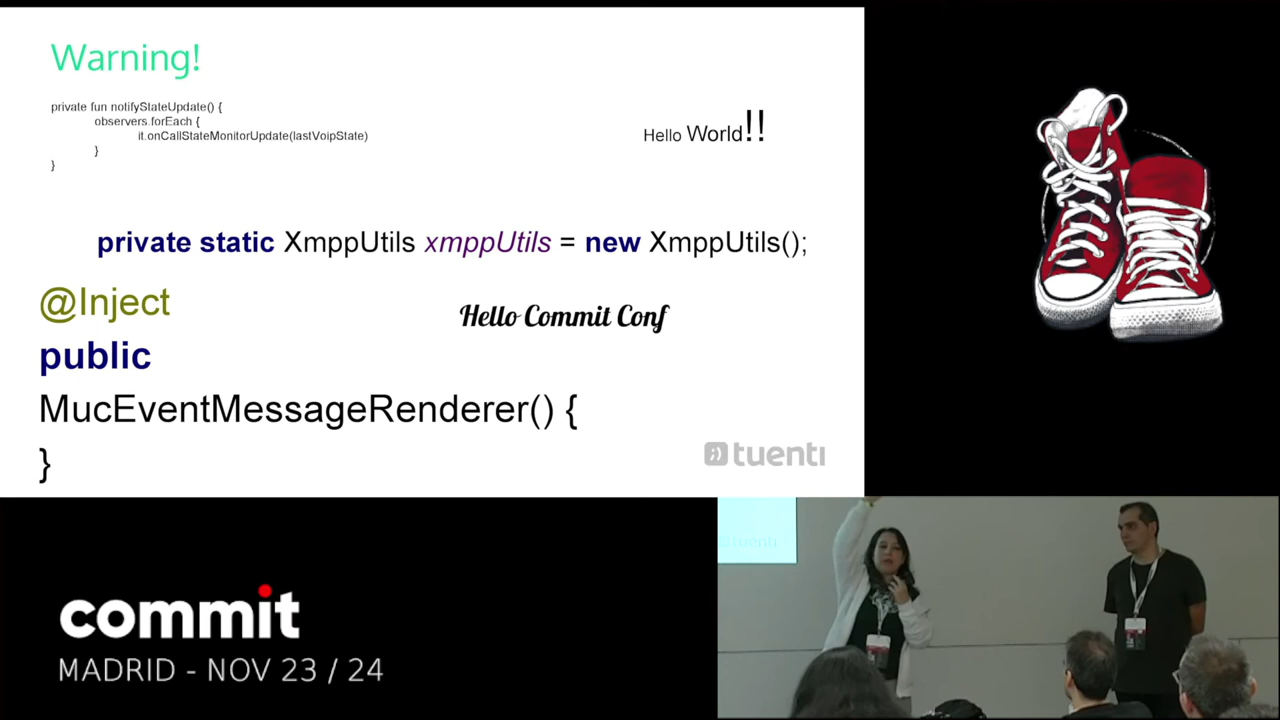 Warning!
private fun notifyStateUpdate() {
observers.forEach {
it.onCallStateMonitorUpdate(lastVoipState)
}
}
Hello World!!
private static XmppUtils xmppUtils = new XmppUtils();
@Inject
public
MucEventMessageRenderer() {
}
Hello Commit Conf
tuenti
tuenti
commit
MADRID - NOV 23 / 24